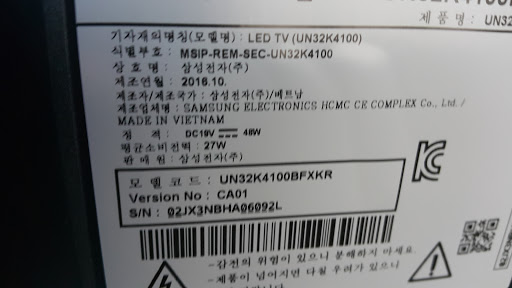 제품명: UN32
기자재의명칭(모델명) : LED TV (UN32K4100)
식별부호 : MSIP-REM-SEC-UN32K4100
상호명 : 삼성전자(주)
제조연월 : 2016.10.
제조자/제조국가 : 삼성전자(주)/베트남
제조업체명 : SAMSUNG ELECTRONICS HCMC CE COMPLEX Co., Ltd./
MADE IN VIETNAM
정격 : DC19V 48W
평균소비전력 : 27W
판매원 : 삼성전자(주)
모델코드 : UN32K4100BFXKR
Version No : CA01
S/N : 02JX3NBHA06092L
- 감전의 위험이 있으니 분해하지 마세요.
- 제품이 넘어지면 다칠 우려가 있으니